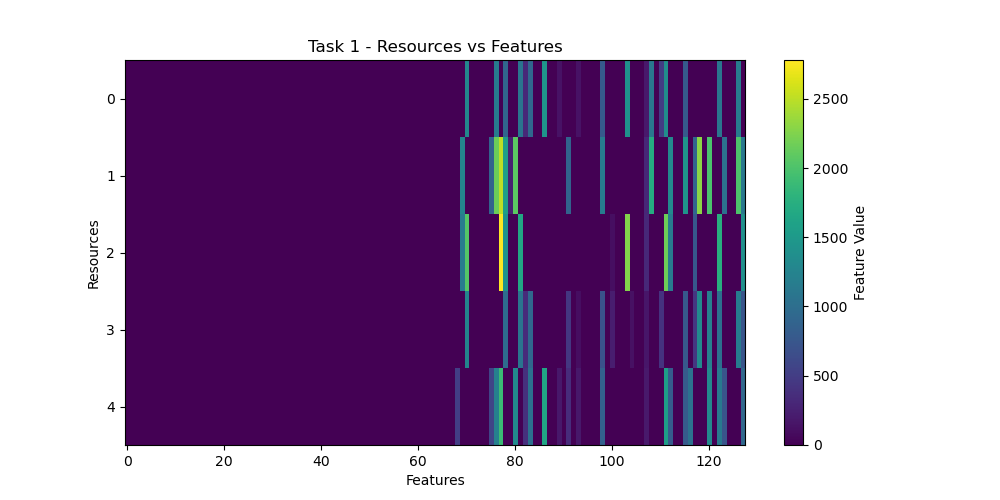 Task 1 - Resources vs Features
Resources
0
1
2
3
4
0 20 40 60 80 100 120
Features
2500
2000
1500
1000
500
0
Feature Value